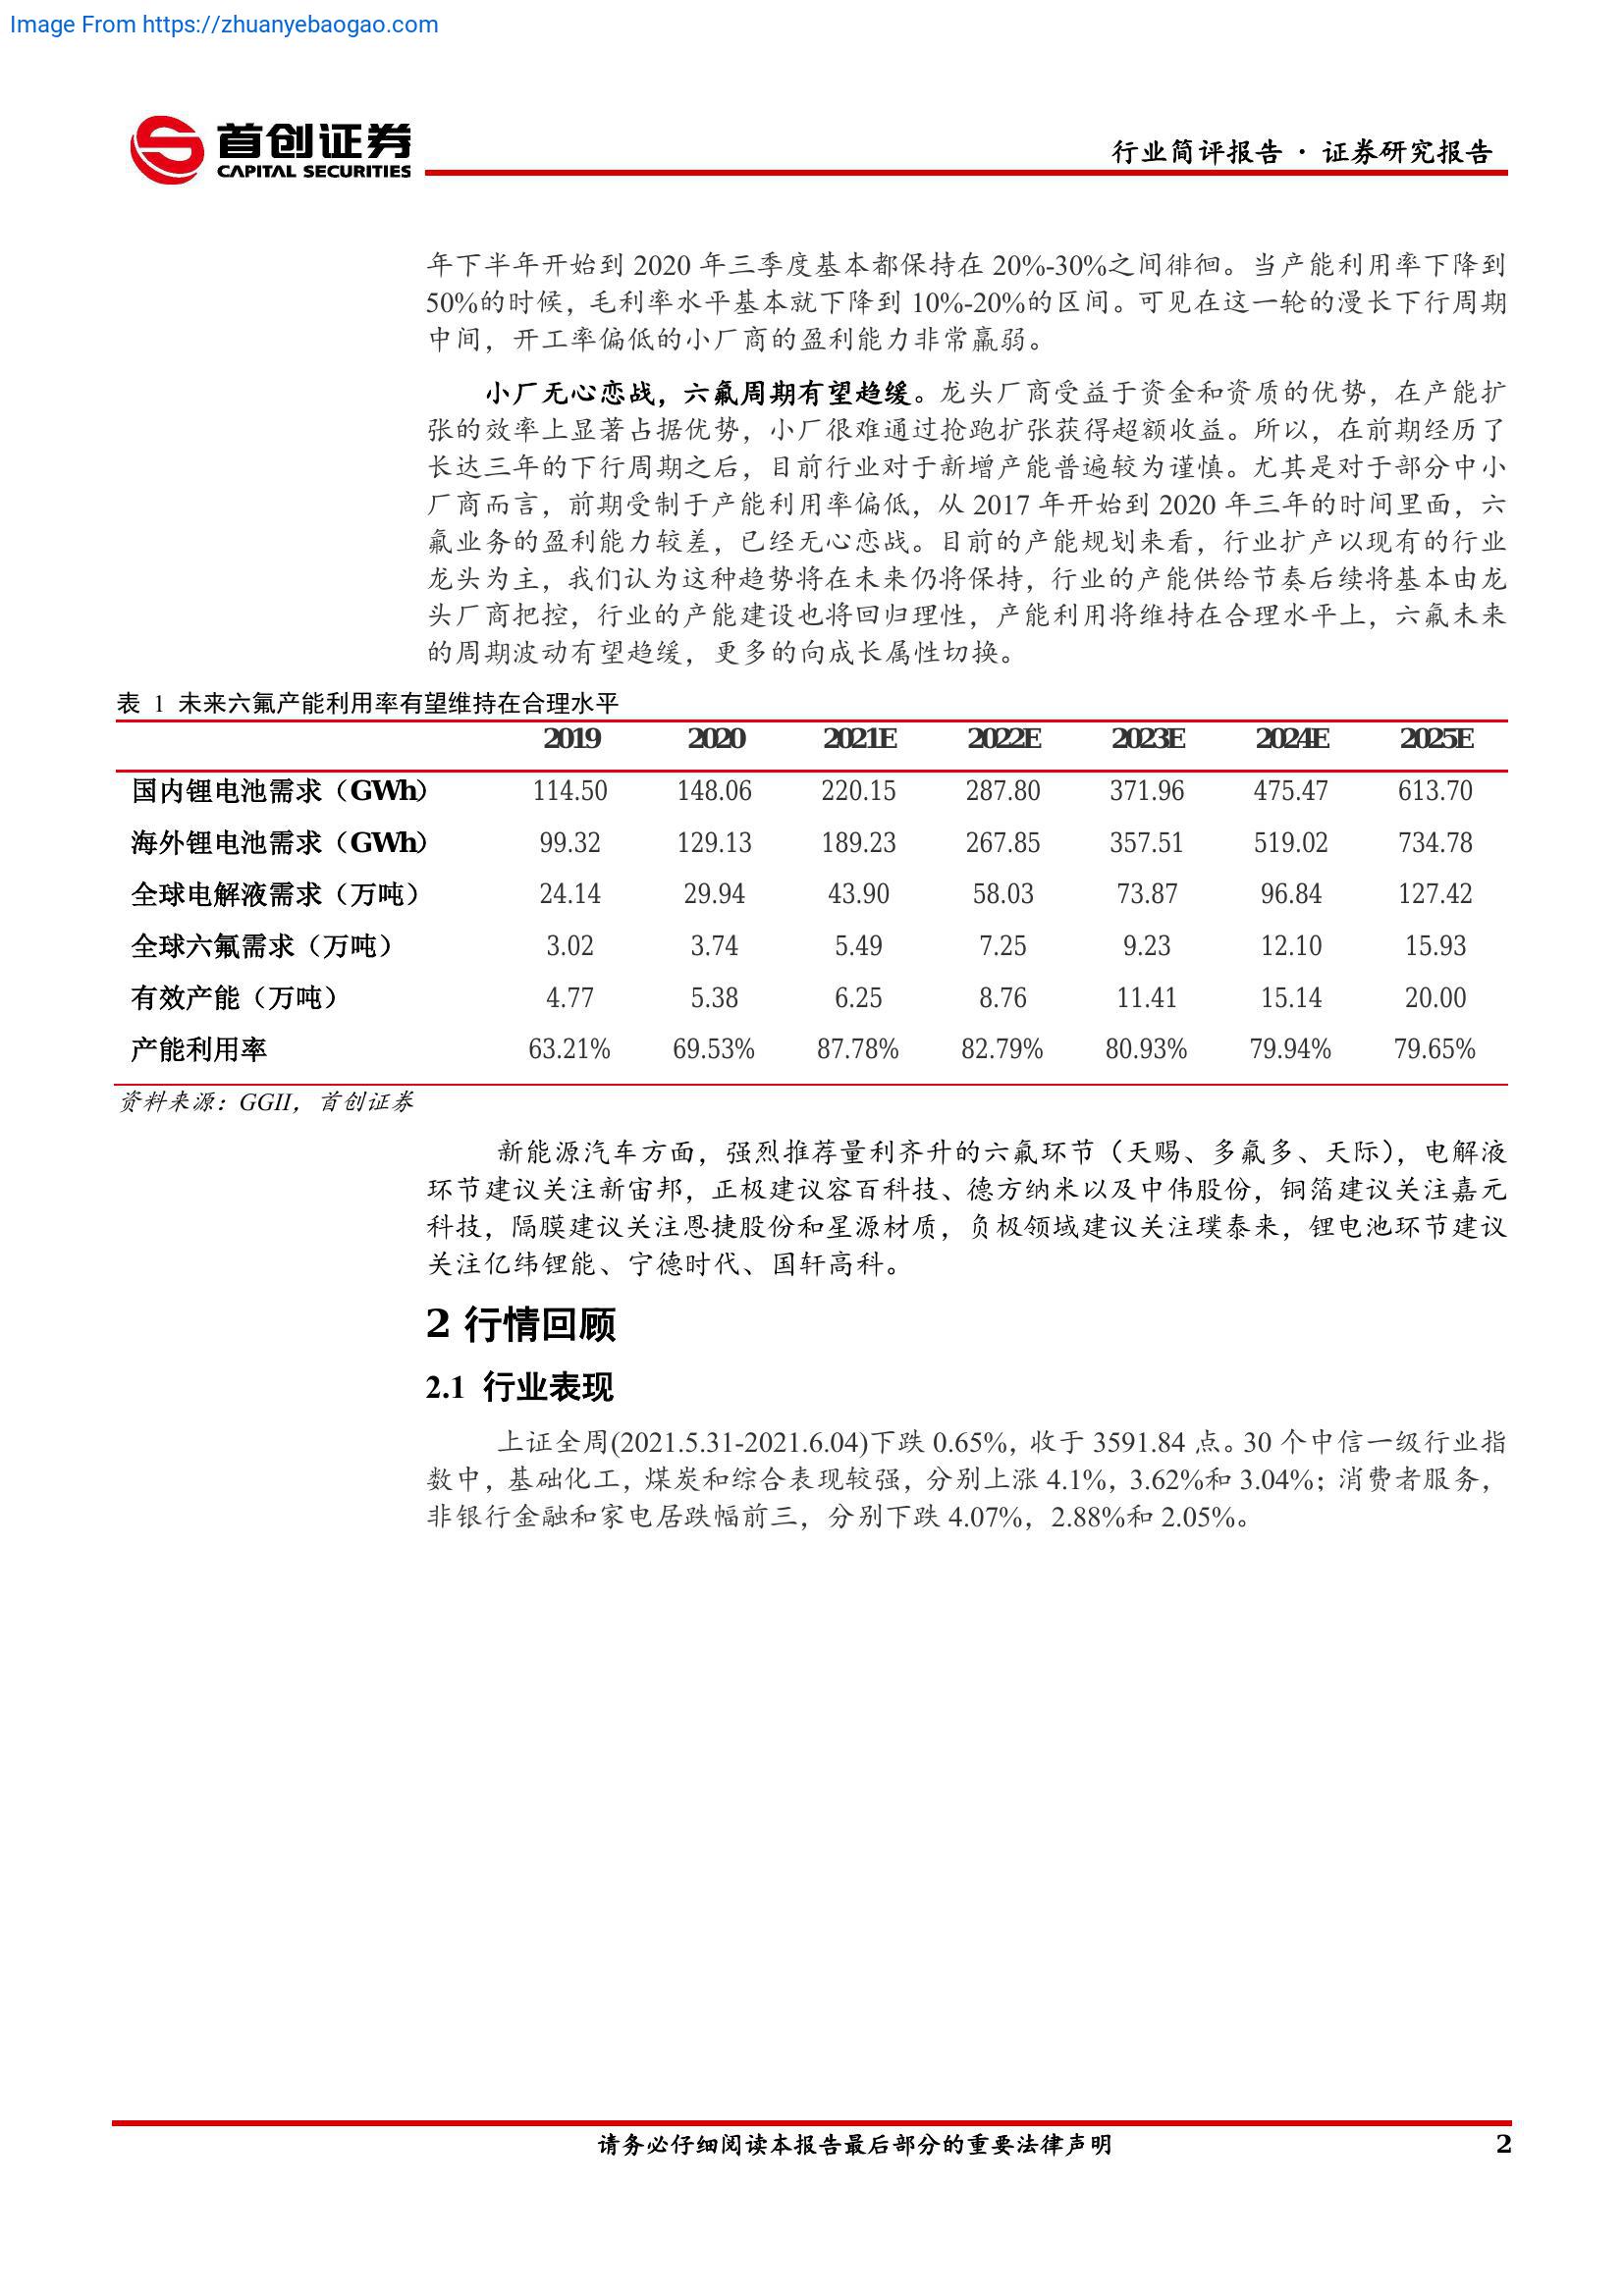 Image From https://zhuanyebaogao.com
首创证券
CAPITAL SECURITIES
行业简评报告 · 证券研究报告
年下半年开始到 2020 年三季度基本都保持在 20%-30%之间徘徊。当产能利用率下降到
50%的时候，毛利率水平基本就下降到 10%-20%的区间。可见在这一轮的漫长下行周期
中间，开工率偏低的小厂商的盈利能力非常羸弱。
小厂无心恋战，六氟周期有望趋缓。龙头厂商受益于资金和资质的优势，在产能扩
张的效率上显著占据优势，小厂很难通过抢跑扩张获得超额收益。所以，在前期经历了
长达三年的下行周期之后，目前行业对于新增产能普遍较为谨慎。尤其是对于部分中小
厂商而言，前期受制于产能利用率偏低，从 2017 年开始到 2020 年三年的时间里面，六
氟业务的盈利能力较差，已经无心恋战。目前的产能规划来看，行业扩产以现有的行业
龙头为主，我们认为这种趋势将在未来仍将保持，行业的产能供给节奏后续将基本由龙
头厂商把控，行业的产能建设也将回归理性，产能利用将维持在合理水平上，六氟未来
的周期波动有望趋缓，更多的向成长属性切换。
表 1 未来六氟产能利用率有望维持在合理水平
2019 2020 2021E 2022E 2023E 2024E 2025E
国内锂电池需求（GWh） 114.50 148.06 220.15 287.80 371.96 475.47 613.70
海外锂电池需求（GWh） 99.32 129.13 189.23 267.85 357.51 519.02 734.78
全球电解液需求（万吨） 24.14 29.94 43.90 58.03 73.87 96.84 127.42
全球六氟需求（万吨） 3.02 3.74 5.49 7.25 9.23 12.10 15.93
有效产能（万吨） 4.77 5.38 6.25 8.76 11.41 15.14 20.00
产能利用率 63.21% 69.53% 87.78% 82.79% 80.93% 79.94% 79.65%
资料来源：GGII，首创证券
新能源汽车方面，强烈推荐量利齐升的六氟环节（天赐、多氟多、天际），电解液
环节建议关注新宙邦，正极建议容百科技、德方纳米以及中伟股份，铜箔建议关注嘉元
科技，隔膜建议关注恩捷股份和星源材质，负极领域建议关注璞泰来，锂电池环节建议
关注亿纬锂能、宁德时代、国轩高科。
2 行情回顾
2.1 行业表现
上证全周(2021.5.31-2021.6.04)下跌 0.65%，收于 3591.84 点。30 个中信一级行业指
数中，基础化工，煤炭和综合表现较强，分别上涨 4.1%，3.62%和 3.04%；消费者服务，
非银行金融和家电居跌幅前三，分别下跌 4.07%，2.88%和 2.05%。
请务必仔细阅读本报告最后部分的重要法律声明 2